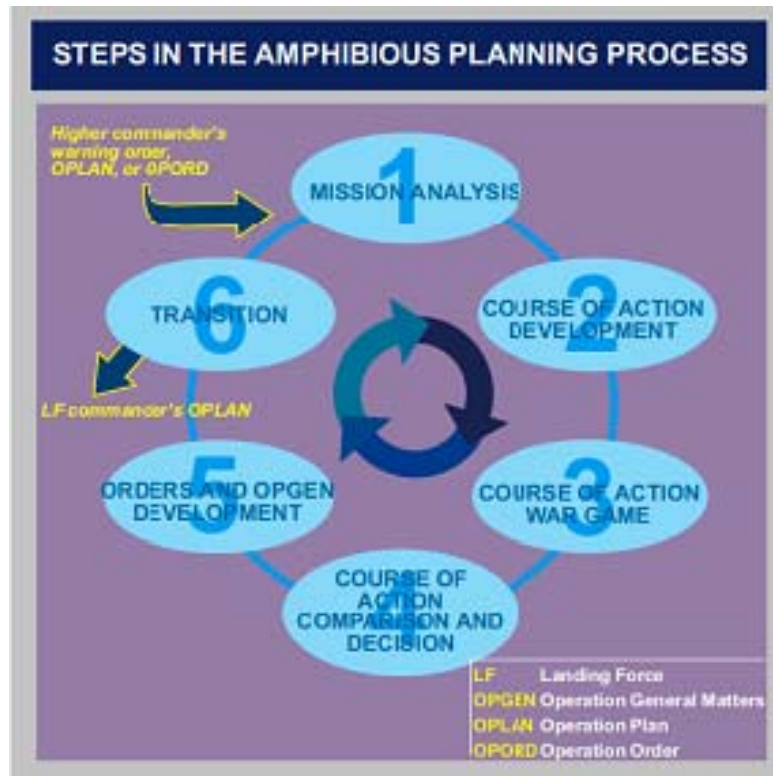 STEPS IN THE AMPHIBIOUS PLANNING PROCESS
Higher commander's
warning order,
OPLAN, or OPORD
1
MISSION ANALYSIS
2
COURSE OF ACTION
DEVELOPMENT
3
COURSE OF ACTION
WAR GAME
4
COURSE OF
ACTION
COMPARISON AND
DECISION
5
ORDERS AND OPGEN
DEVELOPMENT
6
TRANSITION
LF commander's OPLAN
LF Landing Force
OPGEN Operation General Matters
OPLAN Operation Plan
OPORD Operation Order